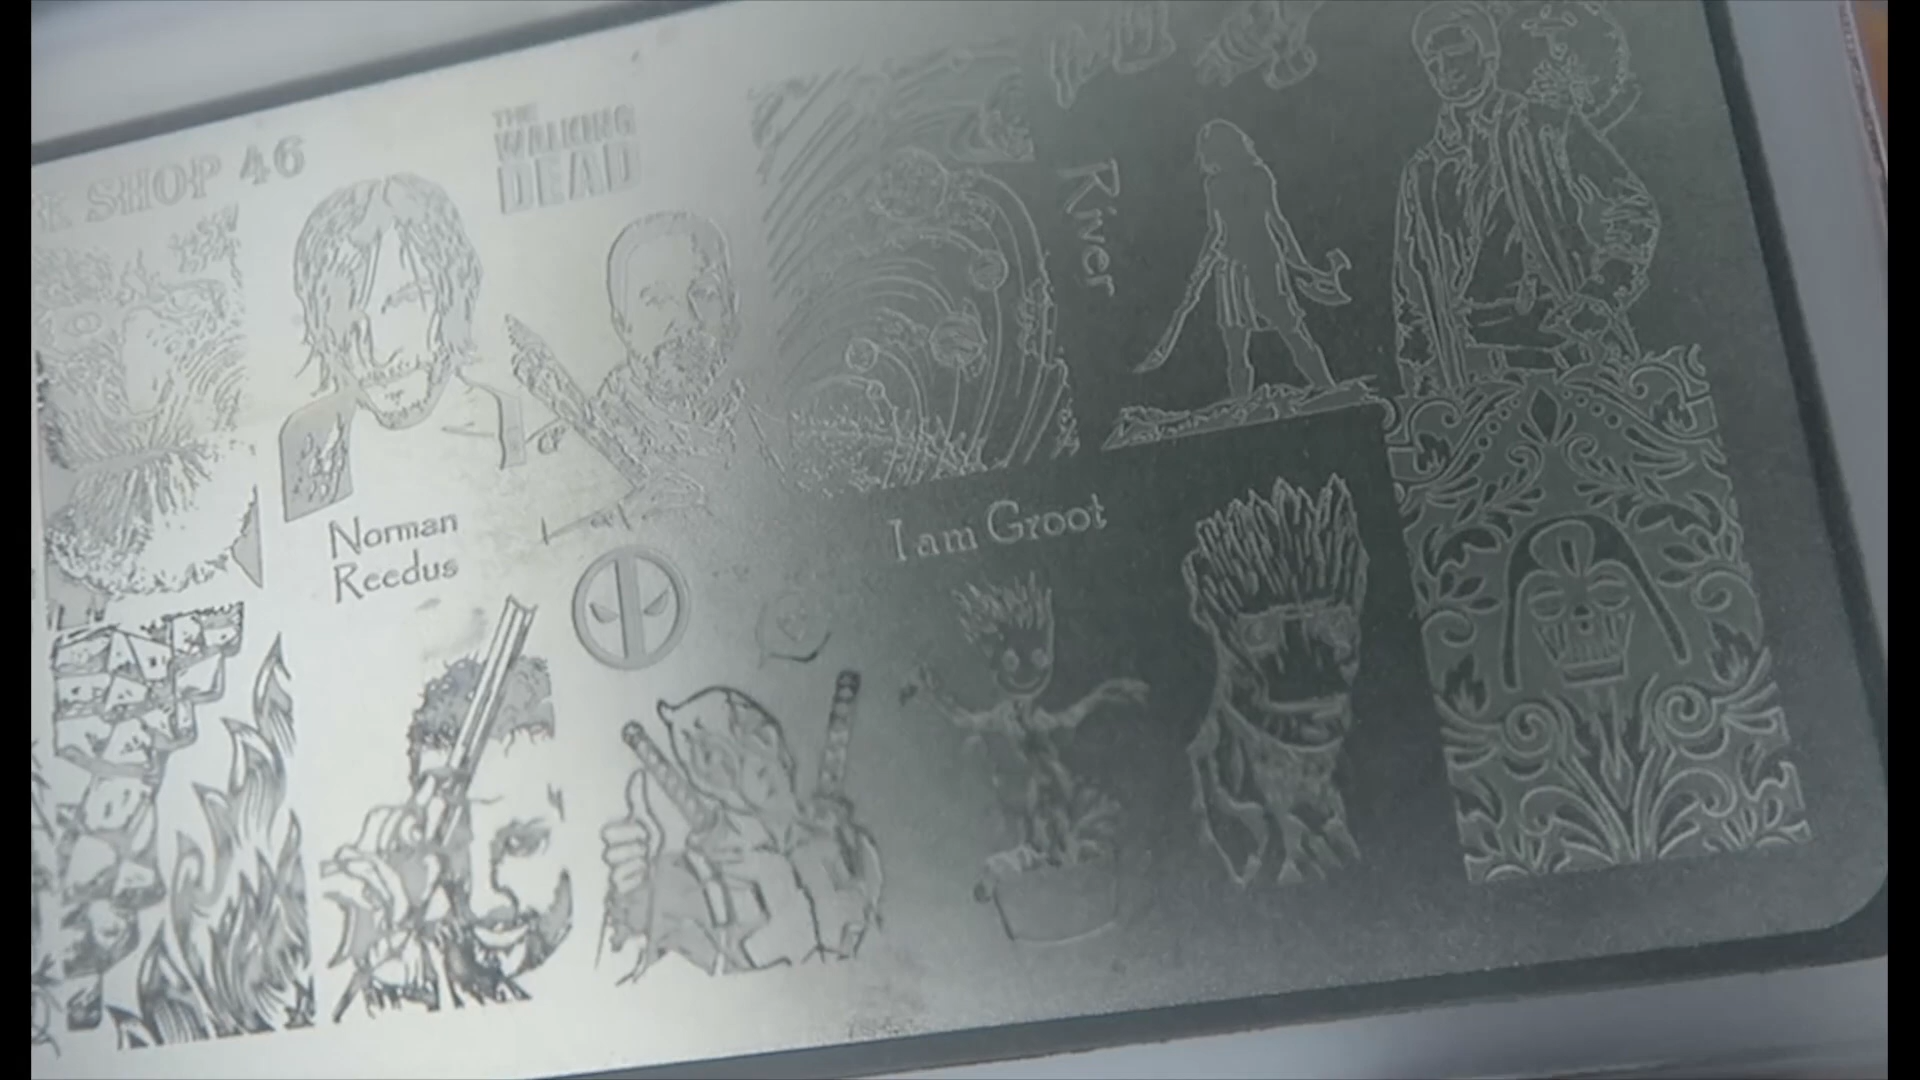 E SHOP 46
THE
WALKING
DEAD
River
Norman
Reedus
I am Groot